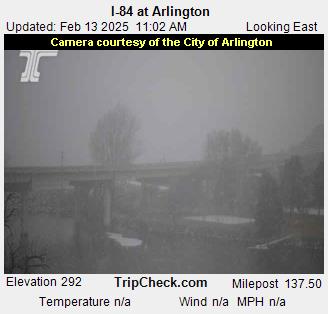 I-84 at Arlington
Updated: Feb 13 2025 11:02 AM Looking East
Camera courtesy of the City of Arlington
Elevation 292 TripCheck.com Milepost 137.50
Temperature n/a Wind n/a MPH n/a